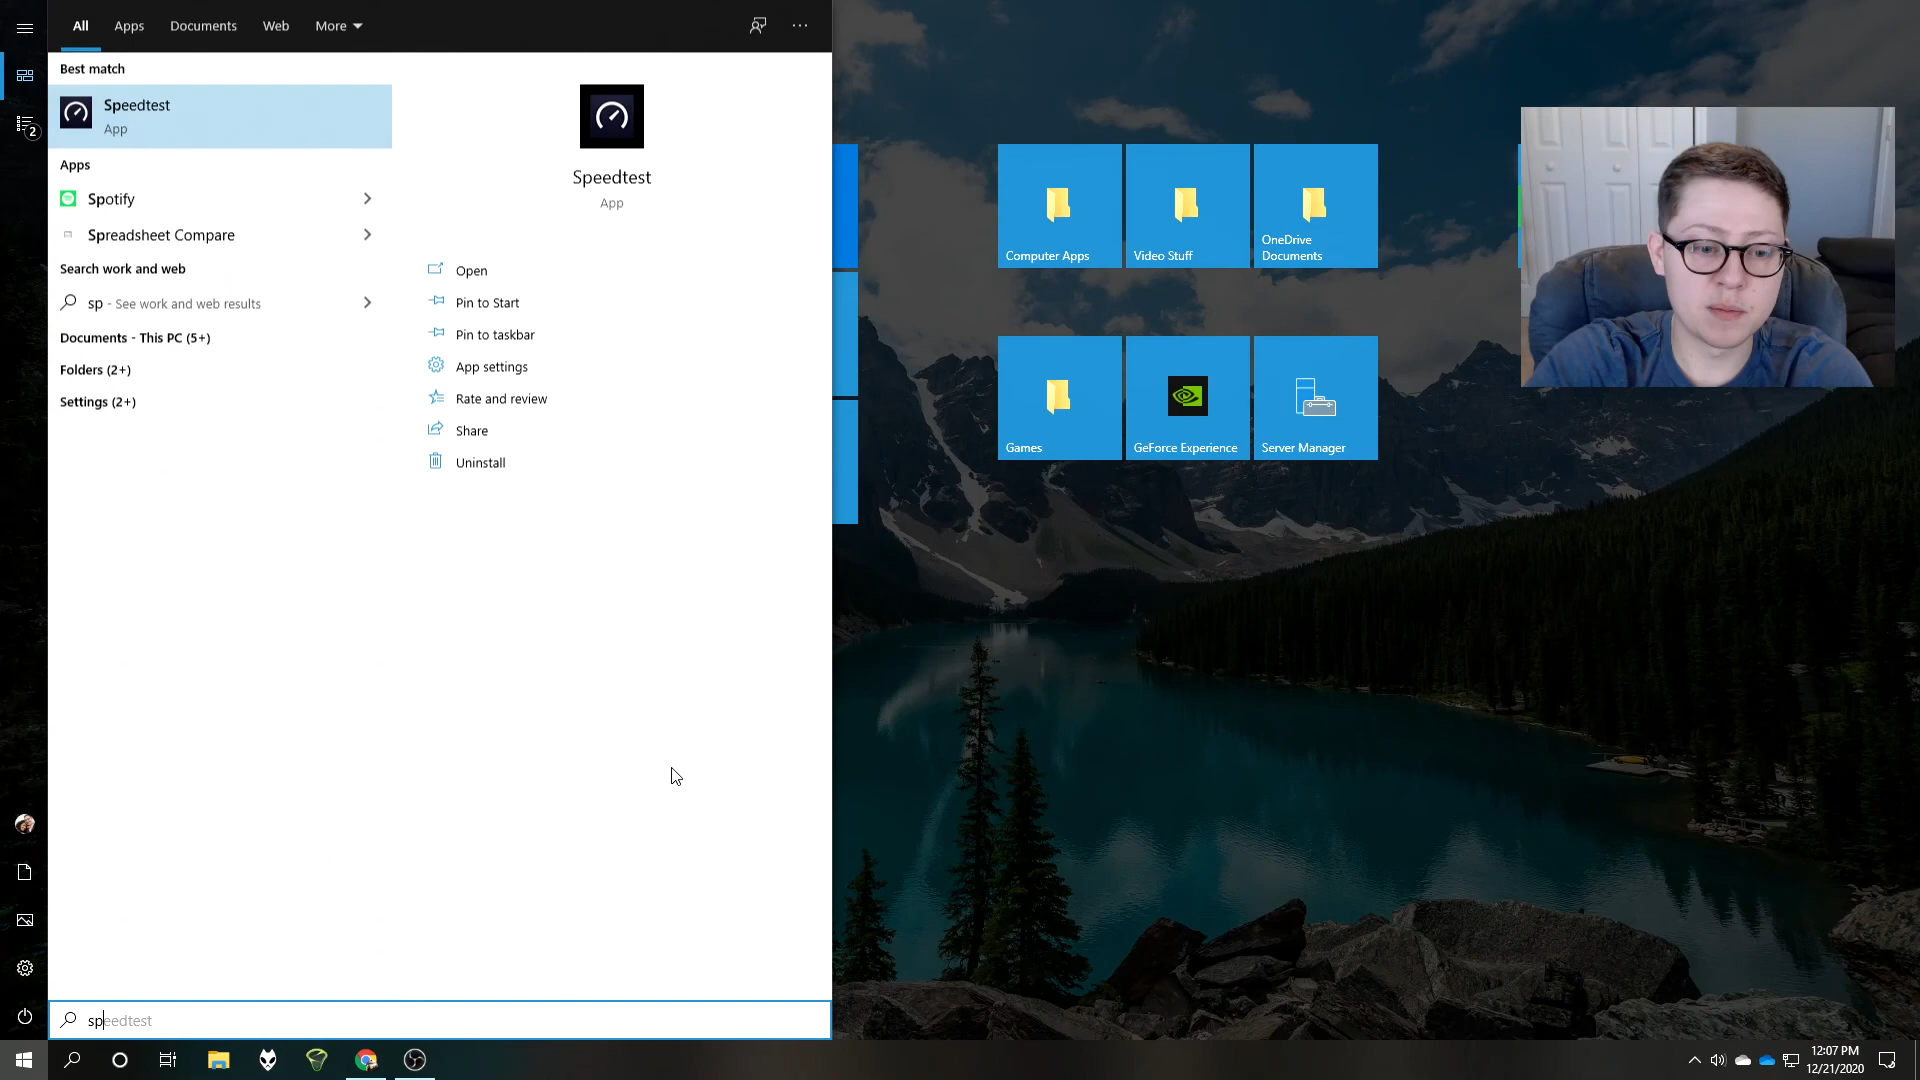 All Apps Documents Web More
Best match
Speedtest
App
Apps
Spotify
Spreadsheet Compare
Search work and web
sp - See work and web results
Documents - This PC (5+)
Folders (2+)
Settings (2+)
Speedtest
App
Open
Pin to Start
Pin to taskbar
App settings
Rate and review
Share
Uninstall
2
Computer Apps
Video Stuff
OneDrive
Documents
Games
GeForce Experience
Server Manager
speedtest
12:07 PM
12/21/2020